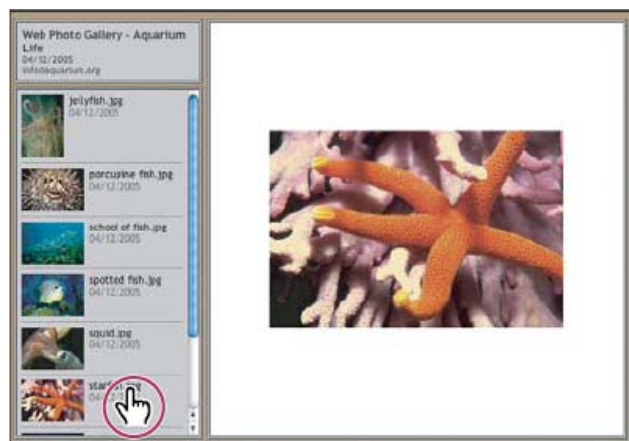 Web Photo Gallery - Aquarium
Life
04/12/2005
info@aquarium.org
jellyfish.jpg
04/12/2005
porcupine fish.jpg
04/12/2005
school of fish.jpg
04/12/2005
spotted fish.jpg
04/12/2005
squid.jpg
04/12/2005